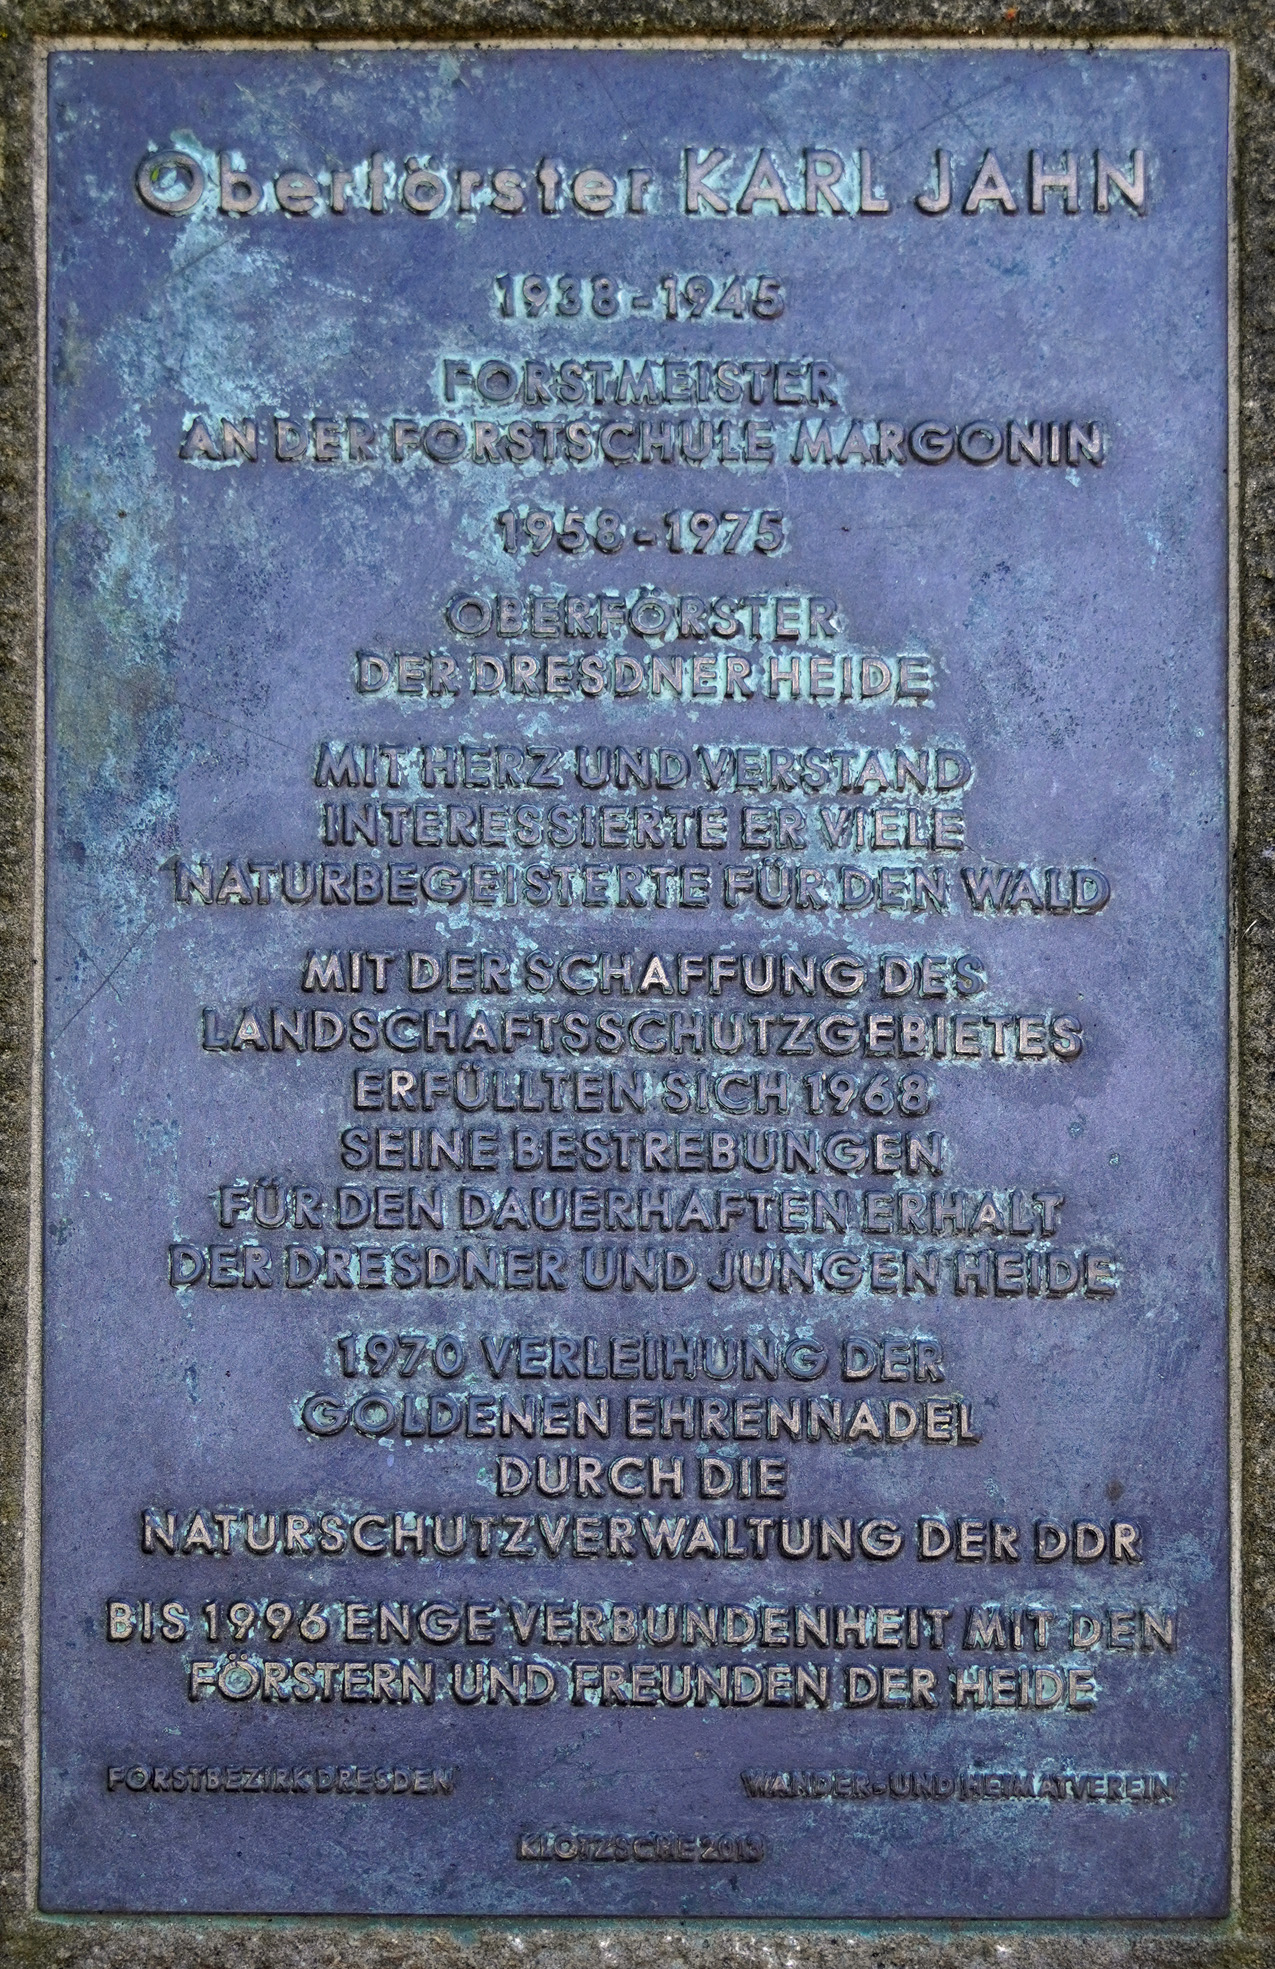 Oberförster KARL JAHN
1938-1945
FORSTMEISTER
AN DER FORSTSCHULE MARGONIN
1958-1975
OBERFÖRSTER
DER DRESDNER HEIDE
MIT HERZ UND VERSTAND
INTERESSIERTE ER VIELE
NATURBEGEISTERTE FÜR DEN WALD
MIT DER SCHAFFUNG DES
LANDSCHAFTSSCHUTZGEBIETES
ERFÜLLTEN SICH 1968
SEINE BESTREBUNGEN
FÜR DEN DAUERHAFTEN ERHALT
DER DRESDNER UND JUNGEN HEIDE
1970 VERLEIHUNG DER
GOLDENEN EHRENNADEL
DURCH DIE
NATURSCHUTZVERWALTUNG DER DDR
BIS 1996 ENGE VERBUNDENHEIT MIT DEN
FÖRSTERN UND FREUNDEN DER HEIDE
FORSTBEZIRK DRESDEN WANDER- UND HEIMATVEREIN
KLOTZSCHE 2013